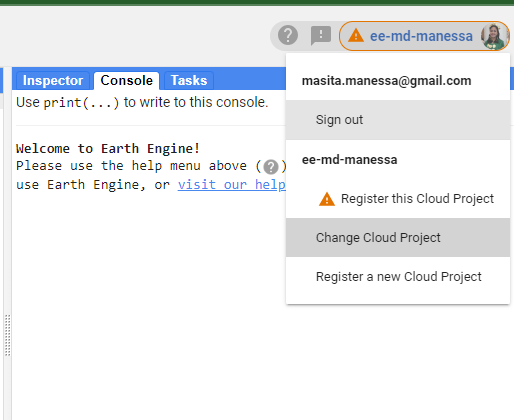 ee-md-manessa
Inspector Console Tasks
Use print(...) to write to this console.
Welcome to Earth Engine!
Please use the help menu above (?)
use Earth Engine, or visit our help
masita.manessa@gmail.com
Sign out
ee-md-manessa
Register this Cloud Project
Change Cloud Project
Register a new Cloud Project